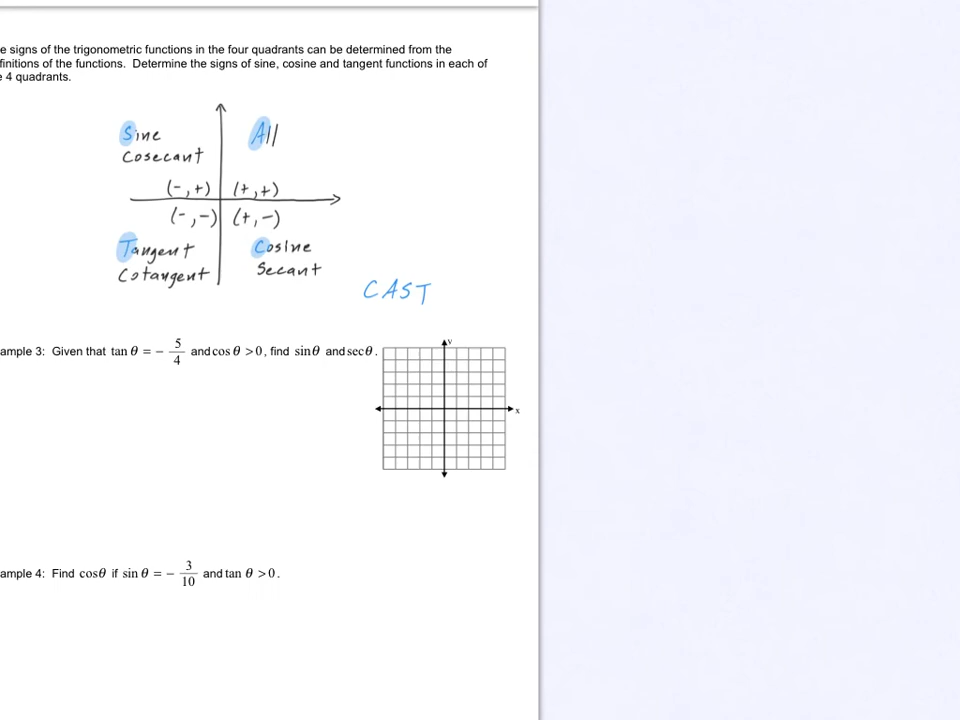 e signs of the trigonometric functions in the four quadrants can be determined from the
finitions of the functions. Determine the signs of sine, cosine and tangent functions in each of
e 4 quadrants.
Sine
Cosecant
All
(-,+) (+,+)
(-,-) (+,-)
Tangent
Cotangent
Cosine
Secant
CAST
ample 3: Given that tan θ = - 5/4 and cos θ > 0, find sin θ and sec θ.
y
x
ample 4: Find cosθ if sin θ = - 3/10 and tan θ > 0.